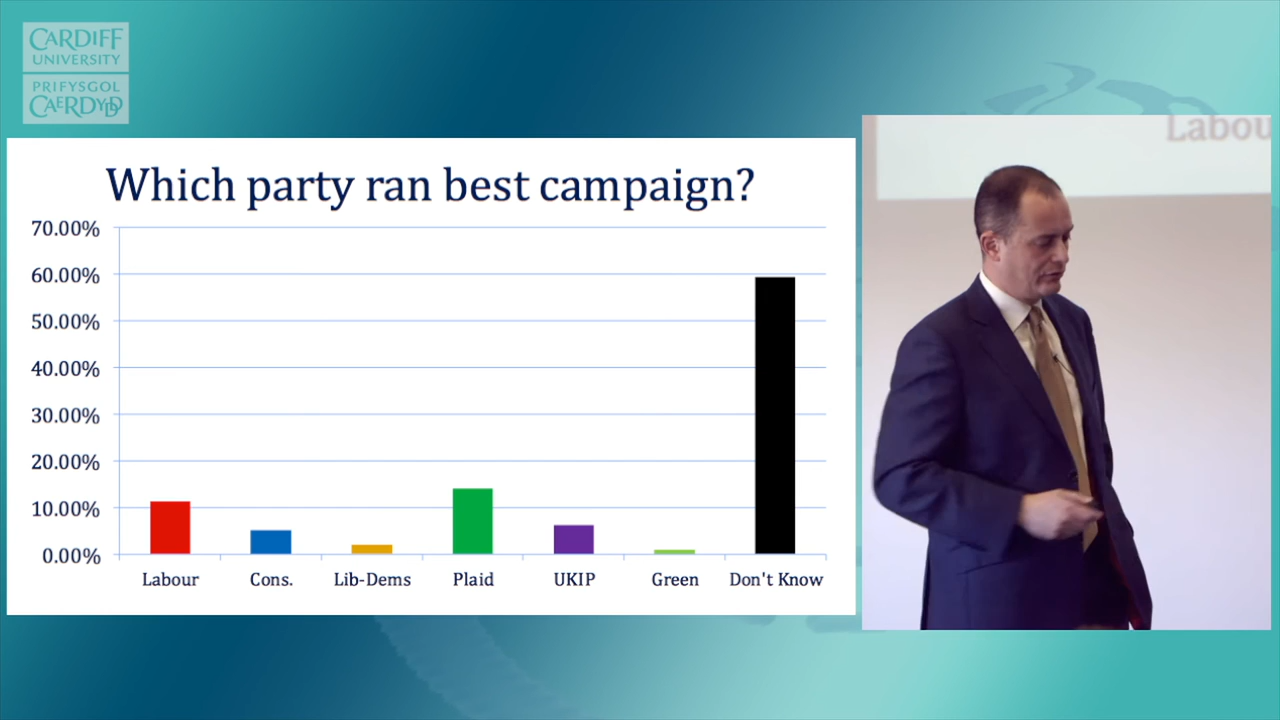 CARDIFF
UNIVERSITY
PRIFYSGOL
CAERDYDD
Which party ran best campaign?
70.00%
60.00%
50.00%
40.00%
30.00%
20.00%
10.00%
0.00%
Labour Cons. Lib-Dems Plaid UKIP Green Don't Know
Labou